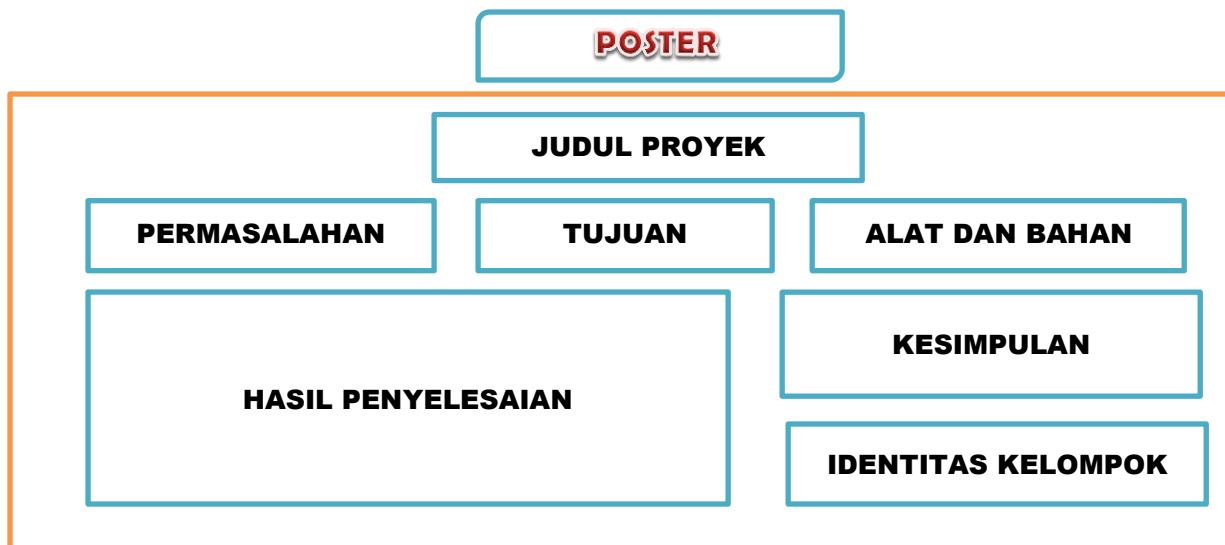 POSTER
JUDUL PROYEK
PERMASALAHAN
TUJUAN
ALAT DAN BAHAN
HASIL PENYELESAIAN
KESIMPULAN
IDENTITAS KELOMPOK